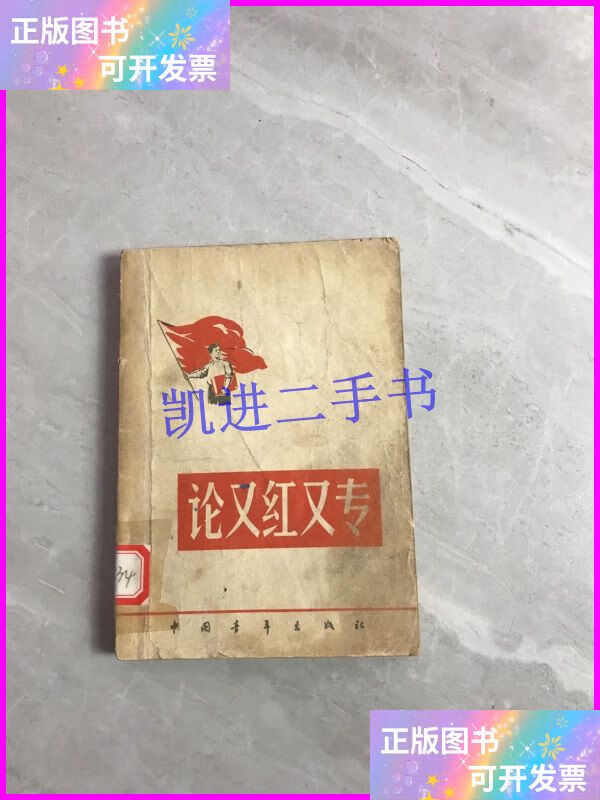 正版图书
可开发票
凯进二手书
论又红又专
34
中国青年出版社
正版图书
可开发票